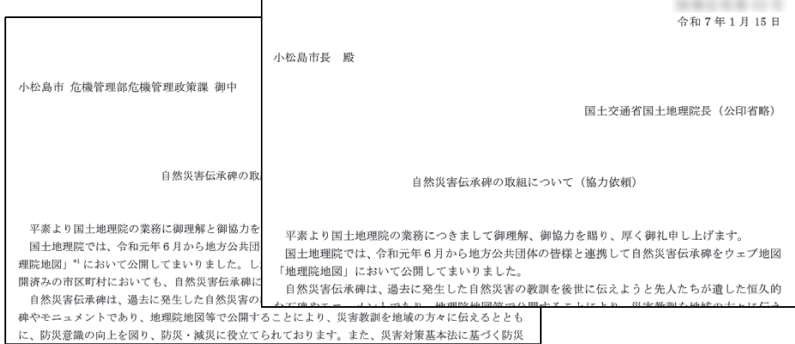 令和７年１月 15 日
小松島市長　殿
国土交通省国土地理院長（公印省略）
自然災害伝承碑の取組について（協力依頼）
平素より国土地理院の業務につきまして御理解、御協力を賜り、厚く御礼申し上げます。
国土地理院では、令和元年６月から地方公共団体の皆様と連携して自然災害伝承碑をウェブ地図
「地理院地図」において公開してまいりました。
自然災害伝承碑は、過去に発生した自然災害の教訓を後世に伝えようと先人たちが遺した恒久的
小松島市 危機管理部危機管理政策課 御中
自然災害伝承碑の取
平素より国土地理院の業務に御理解と御協力を
国土地理院では、令和元年６月から地方公共団
理院地図」*1 において公開してまいりました。し
開済みの市区町村においても、自然災害伝承碑に
自然災害伝承碑は、過去に発生した自然災害の
碑やモニュメントであり、地理院地図等で公開することにより、災害教訓を地域の方々に伝えるととも
に、防災意識の向上を図り、防災・減災に役立てられております。また、災害対策基本法に基づく防災